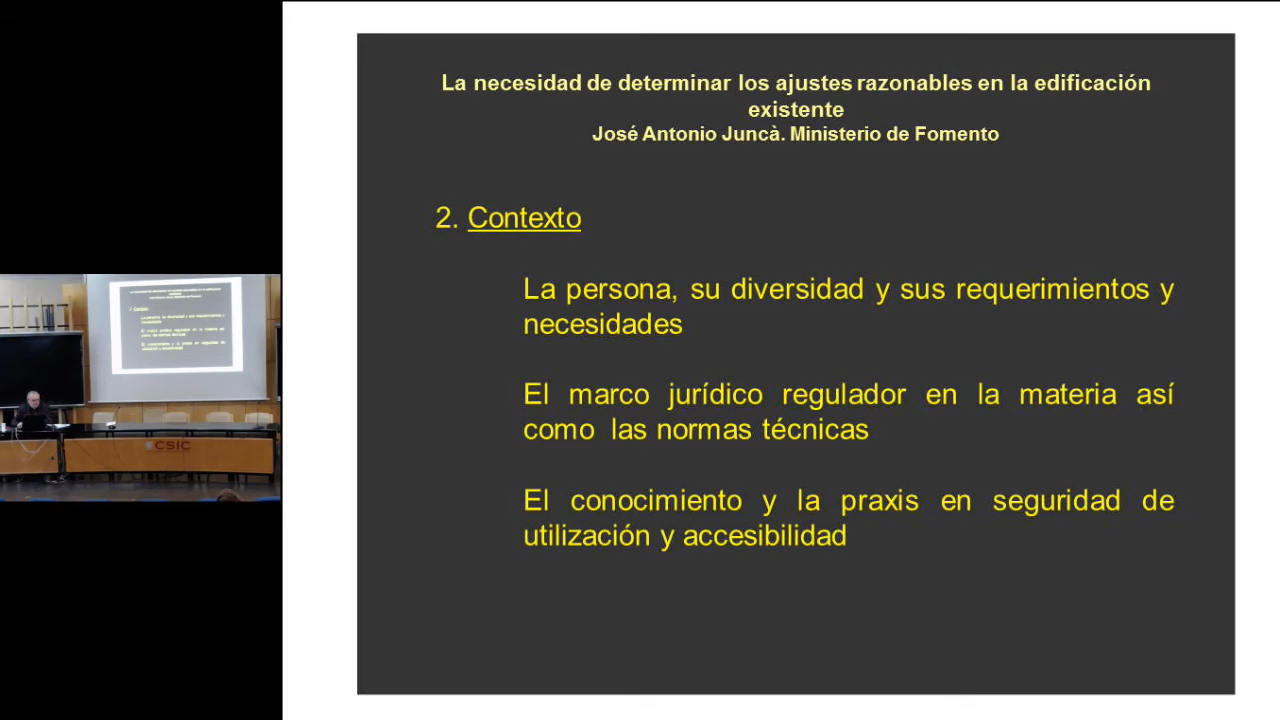 La necesidad de determinar los ajustes razonables en la edificación
existente
José Antonio Juncà. Ministerio de Fomento
2. Contexto
La persona, su diversidad y sus requerimientos y
necesidades
El marco jurídico regulador en la materia así
como las normas técnicas
El conocimiento y la praxis en seguridad de
utilización y accesibilidad
CSIC